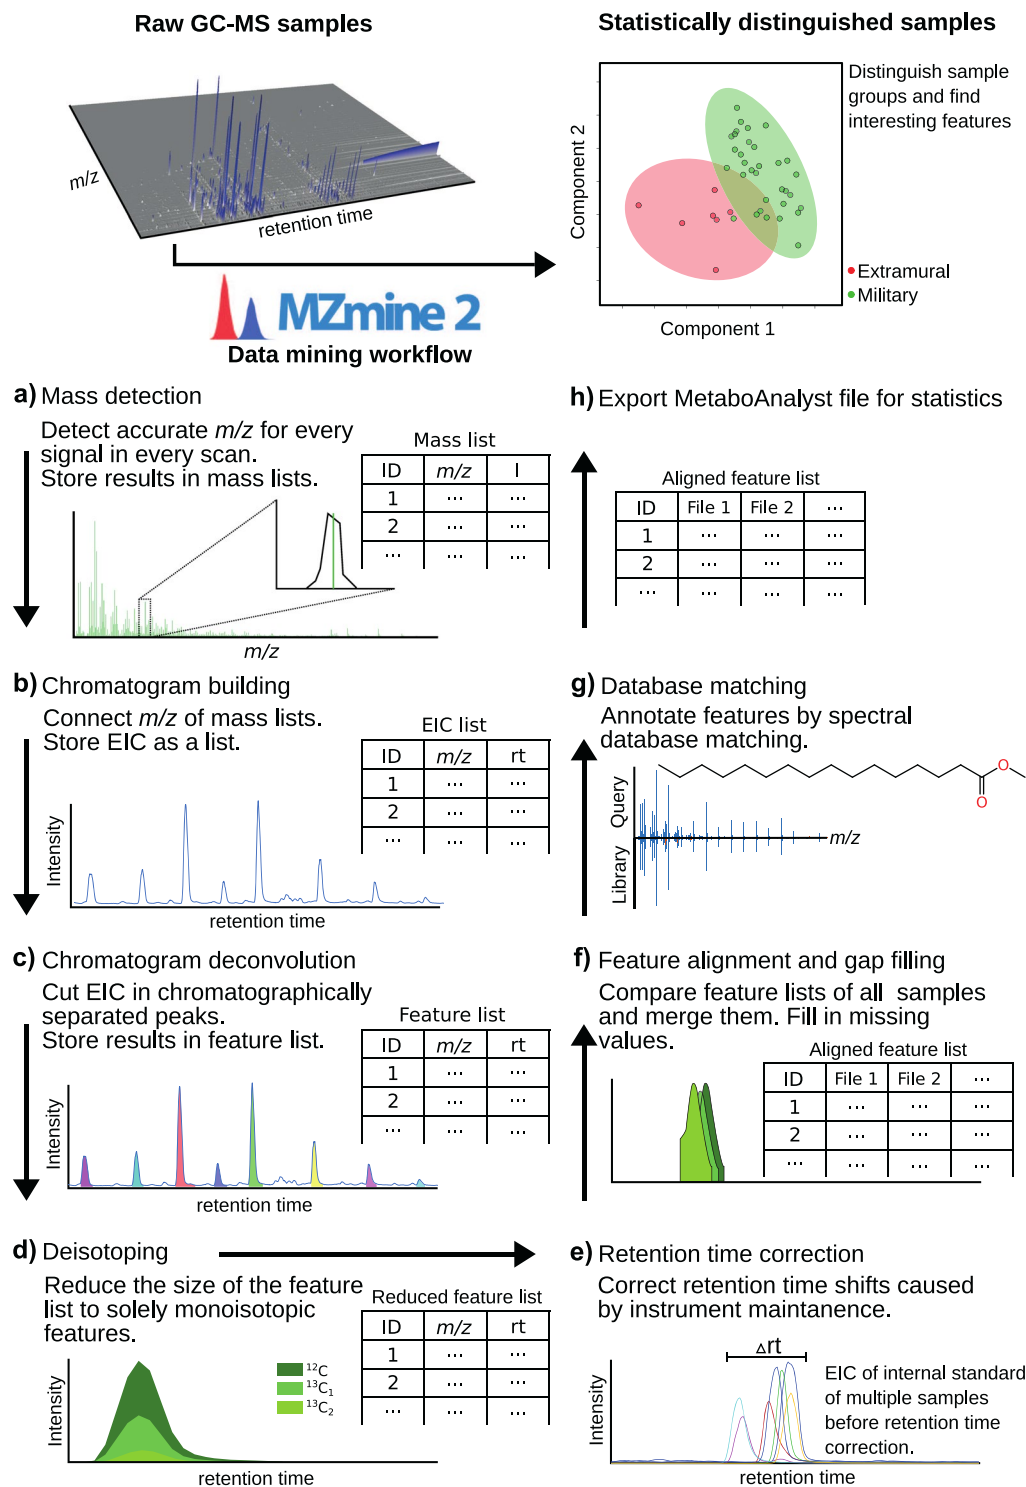 Raw GC-MS samples
m/z
retention time
MZmine 2
Data mining workflow
Statistically distinguished samples
Component 2
Component 1
Distinguish sample
groups and find
interesting features
Extramural
Military
a) Mass detection
Detect accurate m/z for every
signal in every scan.
Store results in mass lists.
Mass list
ID m/z I
1 ... ...
2 ... ...
... ... ...
m/z
b) Chromatogram building
Connect m/z of mass lists.
Store EIC as a list.
EIC list
ID m/z rt
1 ... ...
2 ... ...
... ... ...
Intensity
retention time
c) Chromatogram deconvolution
Cut EIC in chromatographically
separated peaks.
Store results in feature list.
Feature list
ID m/z rt
1 ... ...
2 ... ...
... ... ...
Intensity
retention time
d) Deisotoping
Reduce the size of the feature
list to solely monoisotopic
features.
Reduced feature list
ID m/z rt
1 ... ...
2 ... ...
... ... ...
¹²C
¹³C₁
¹³C₂
Intensity
retention time
h) Export MetaboAnalyst file for statistics
Aligned feature list
ID File 1 File 2 ...
1 ... ... ...
2 ... ... ...
... ... ... ...
g) Database matching
Annotate features by spectral
database matching.
O
O
Query
Library
m/z
f) Feature alignment and gap filling
Compare feature lists of all samples
and merge them. Fill in missing
values.
Aligned feature list
ID File 1 File 2 ...
1 ... ... ...
2 ... ... ...
... ... ... ...
retention time
e) Retention time correction
Correct retention time shifts caused
by instrument maintanence.
△rt
EIC of internal standard
of multiple samples
before retention time
correction.
Intensity
retention time